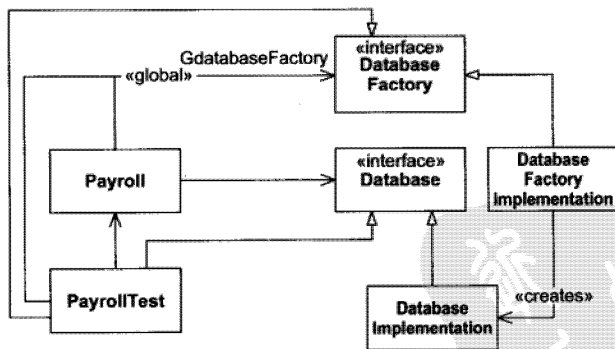 «interface»
Database
Factory
GdatabaseFactory
«global»
Payroll
«interface»
Database
Database
Factory
Implementation
PayrollTest
Database
Implementation
«creates»